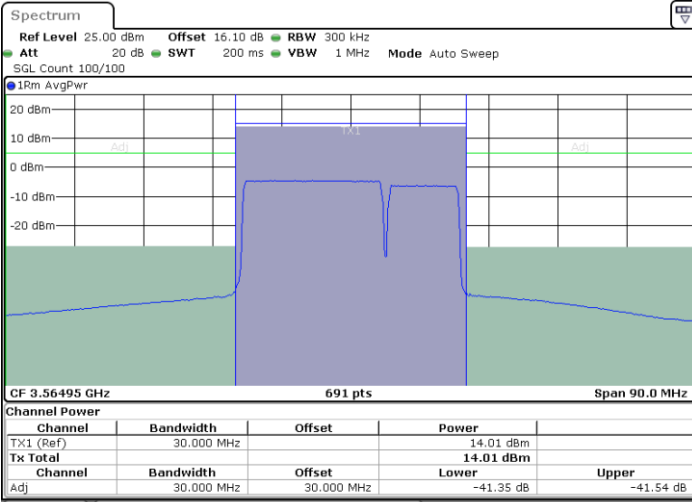 Spectrum
Ref Level 25.00 dBm Offset 16.10 dB RBW 300 kHz
Att 20 dB SWT 200 ms VBW 1 MHz Mode Auto Sweep
SGL Count 100/100
1Rm AvgPwr
20 dBm
TX1
10 dBm
Adj Adj
0 dBm
-10 dBm
-20 dBm
CF 3.56495 GHz 691 pts Span 90.0 MHz
Channel Power
Channel Bandwidth Offset Power
TX1 (Ref) 30.000 MHz 14.01 dBm
Tx Total 14.01 dBm
Channel Bandwidth Offset Lower Upper
Adj 30.000 MHz 30.000 MHz -41.35 dB -41.54 dB